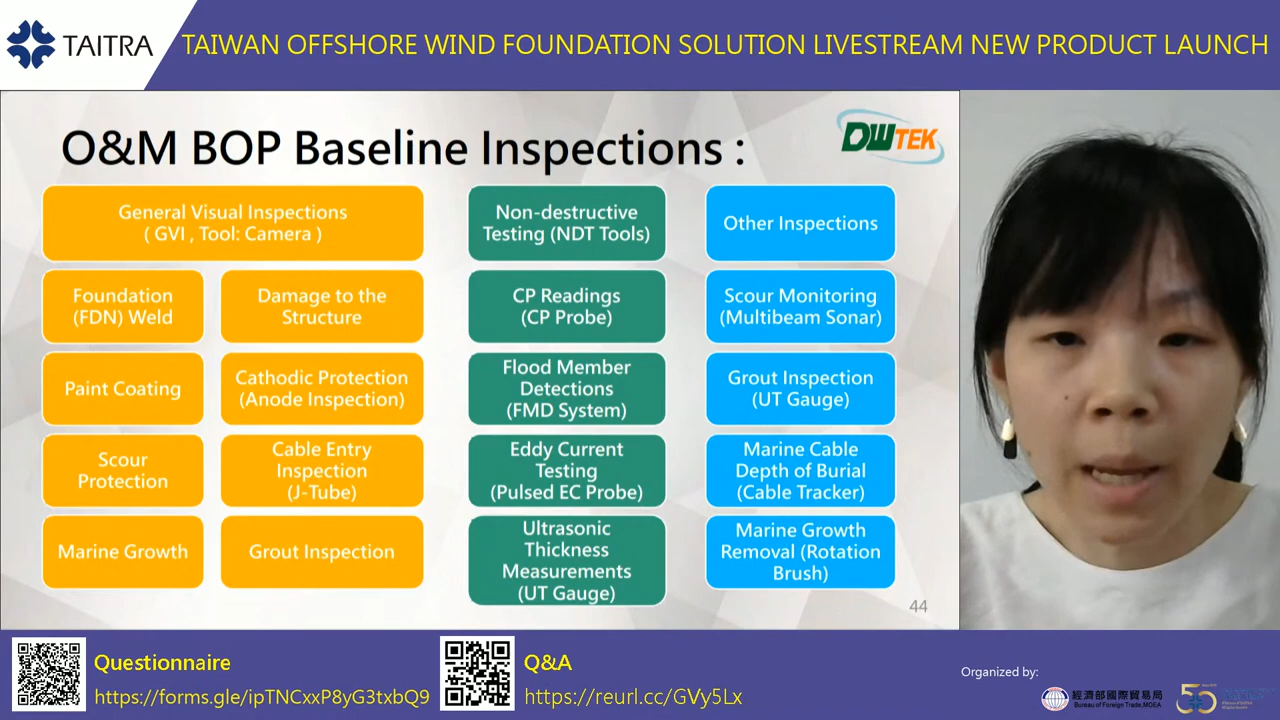 TAITRA
TAIWAN OFFSHORE WIND FOUNDATION SOLUTION LIVESTREAM NEW PRODUCT LAUNCH
O&M BOP Baseline Inspections :
DWTEK
General Visual Inspections
( GVI , Tool: Camera )
Foundation
(FDN) Weld
Damage to the
Structure
Paint Coating
Cathodic Protection
(Anode Inspection)
Scour
Protection
Cable Entry
Inspection
(J-Tube)
Marine Growth
Grout Inspection
Non-destructive
Testing (NDT Tools)
CP Readings
(CP Probe)
Flood Member
Detections
(FMD System)
Eddy Current
Testing
(Pulsed EC Probe)
Ultrasonic
Thickness
Measurements
(UT Gauge)
Other Inspections
Scour Monitoring
(Multibeam Sonar)
Grout Inspection
(UT Gauge)
Marine Cable
Depth of Burial
(Cable Tracker)
Marine Growth
Removal (Rotation
Brush)
44
Questionnaire
https://forms.gle/ipTNCxxP8yG3txbQ9
Q&A
https://reurl.cc/GVy5Lx
Organized by:
經濟部國際貿易局
Bureau of Foreign Trade,MOEA